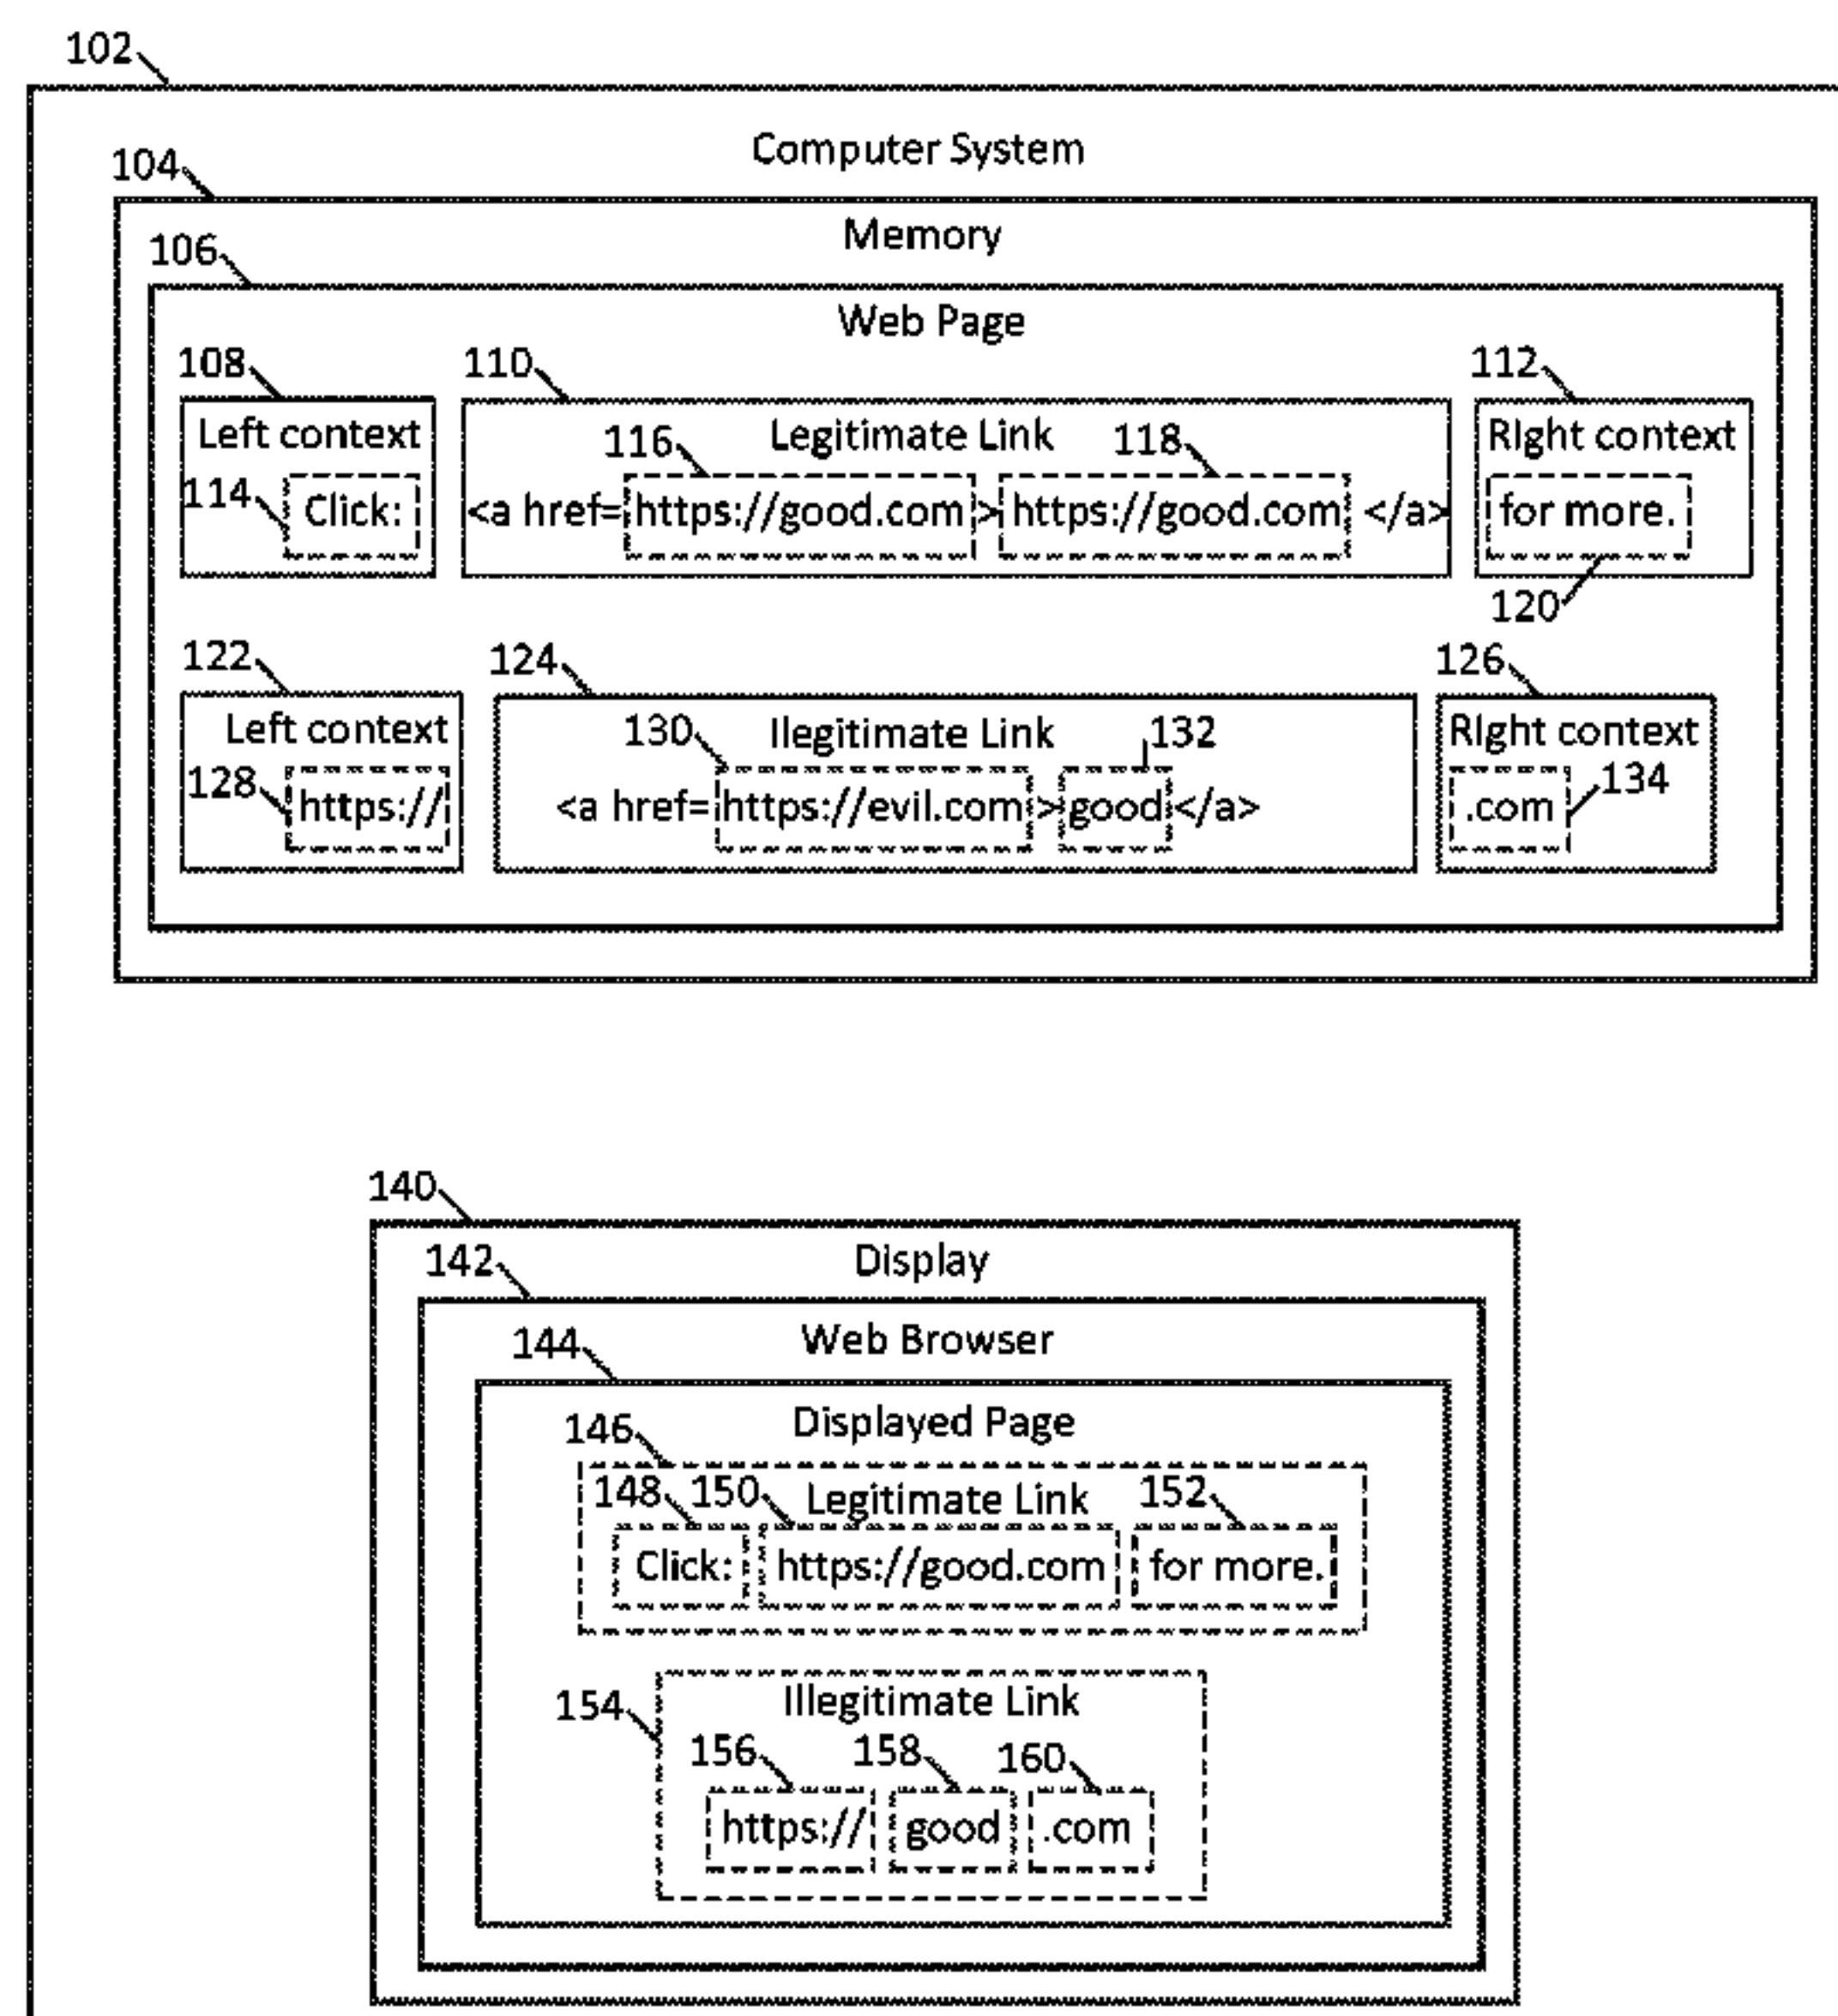 102
Computer System
104
Memory
106
Web Page
108 110 112
Left context Legitimate Link RIght context
116 118
114 Click: <a href= https://good.com > https://good.com </a> for more.
120
122 124 126
Left context Ilegitimate Link RIght context
130 132
128 https:// <a href= https://evil.com > good </a> .com 134
140
Display
142
Web Browser
144
Displayed Page
146
Legitimate Link
148 150 152
Click: https://good.com for more.
Illegitimate Link
154
156 158 160
https:// good .com